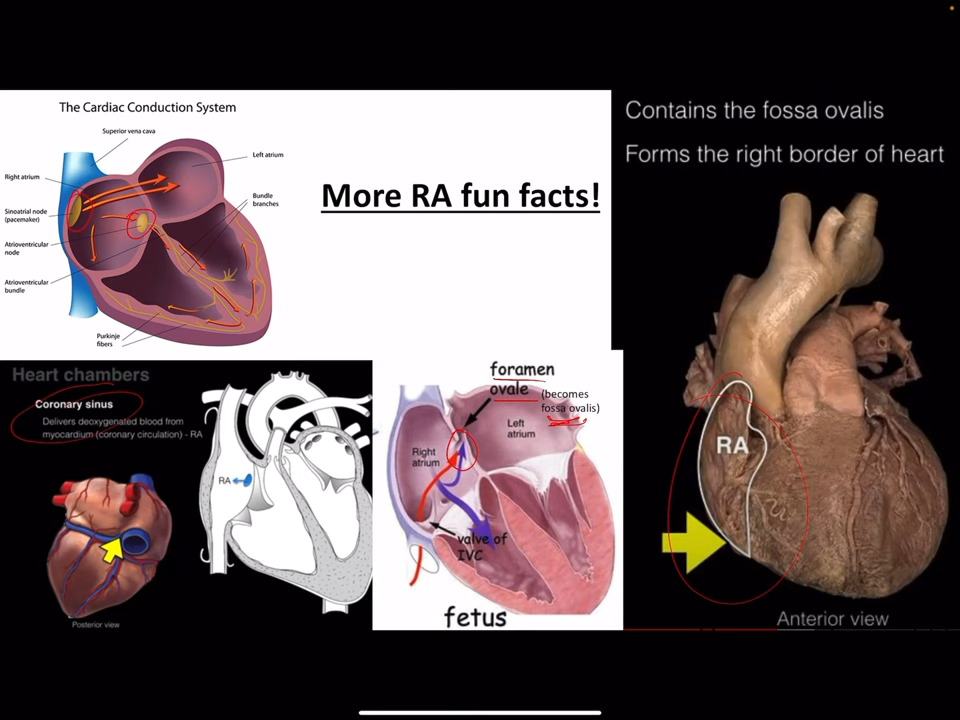 The Cardiac Conduction System
Superior vena cava
Left atrium
Right atrium
Bundle
branches
Sinoatrial node
(pacemaker)
Atrioventricular
node
Atrioventricular
bundle
Purkinje
fibers
More RA fun facts!
Contains the fossa ovalis
Forms the right border of heart
RA
Anterior view
Heart chambers
Coronary sinus
Delivers deoxygenated blood from
myocardium (coronary circulation) - RA
RA
Posterior view
foramen
ovale
(becomes
fossa ovalis)
Left
atrium
Right
atrium
valve of
IVC
fetus